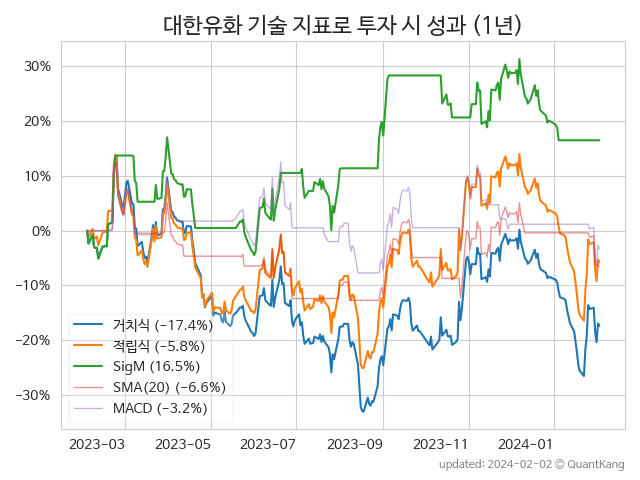 대한유화 기술 지표로 투자 시 성과 (1년)
30%
20%
10%
0%
−10%
−20%
−30%
거치식 (−17.4%)
적립식 (−5.8%)
SigM (16.5%)
SMA(20) (−6.6%)
MACD (−3.2%)
2023-03 2023-05 2023-07 2023-09 2023-11 2024-01
updated: 2024-02-02 © QuantKang